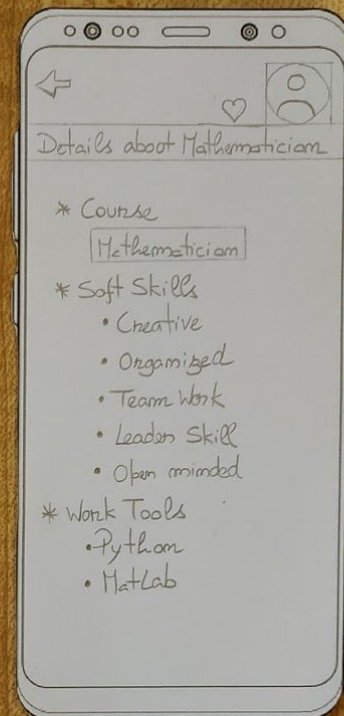 Details about Mathematician
* Course
Mathematician
* Soft Skills
• Creative
• Organized
• Team Work
• Leader Skill
• Open minded
* Work Tools
• Python
• MatLab